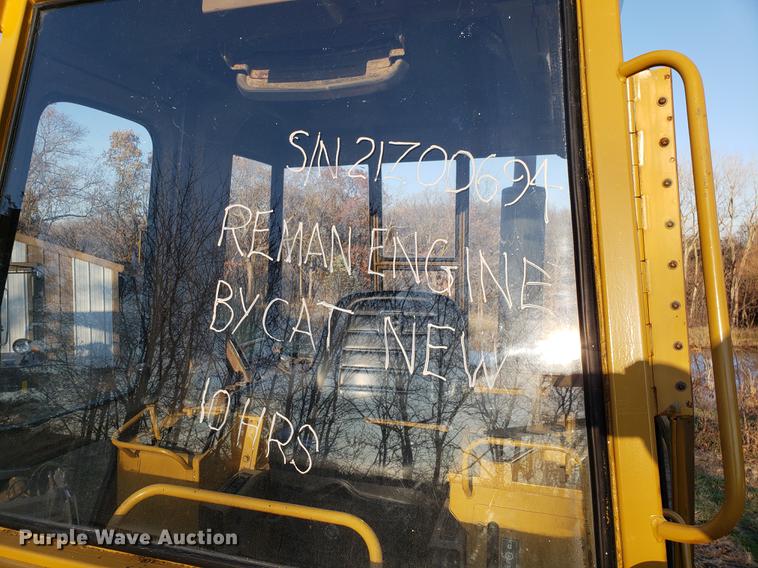 S/N 21Z00694
REMAN ENGINE
BY CAT NEW
10 HRS
Purple Wave Auction